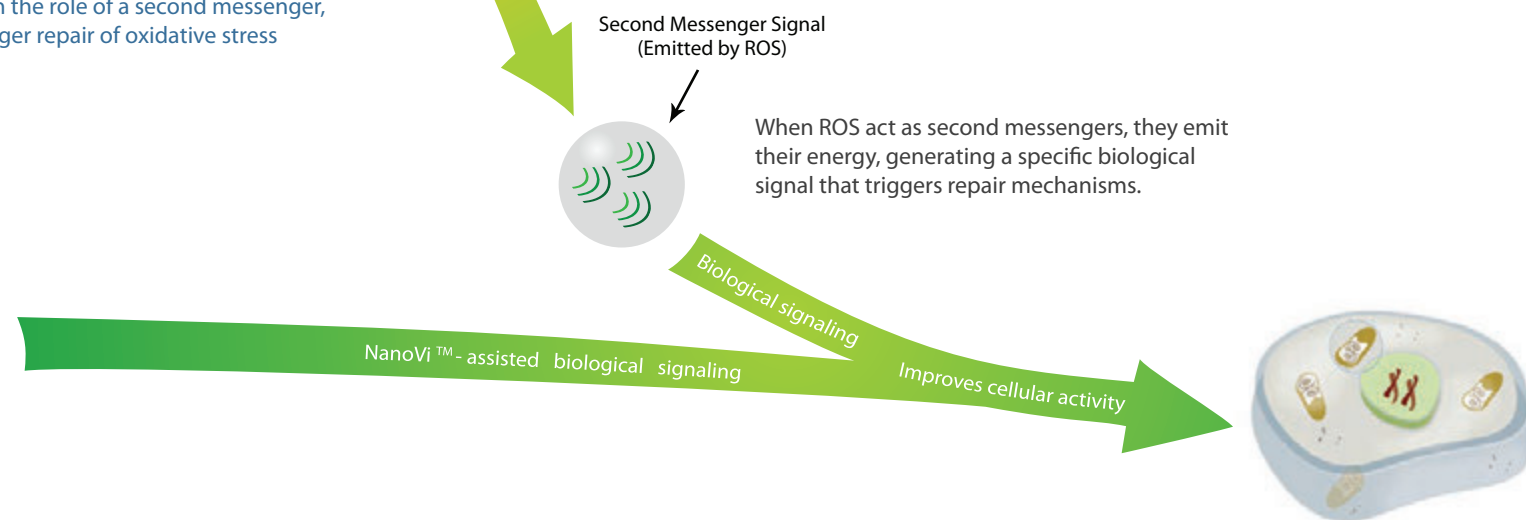 the role of a second messenger,
repair of oxidative stress
Second Messenger Signal
(Emitted by ROS)
When ROS act as second messengers, they emit
their energy, generating a specific biological
signal that triggers repair mechanisms.
Biological signaling
NanoVi ™ - assisted biological signaling
Improves cellular activity